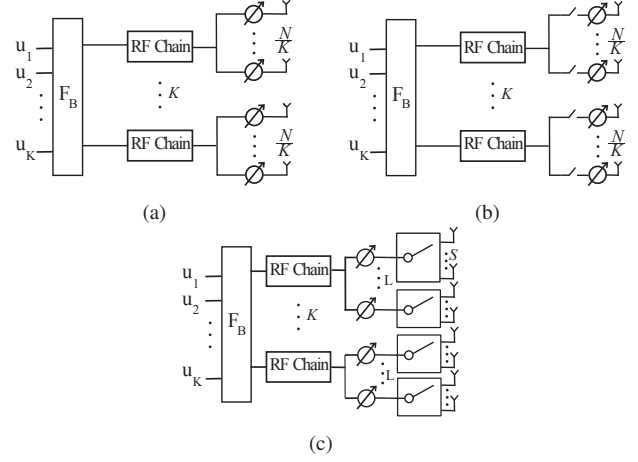 u1
u2
uK
FB
RF Chain
K
RF Chain
N/K
N/K
(a)
u1
u2
uK
FB
RF Chain
K
RF Chain
N/K
N/K
(b)
u1
u2
uK
FB
RF Chain
K
RF Chain
L
S
L
(c)